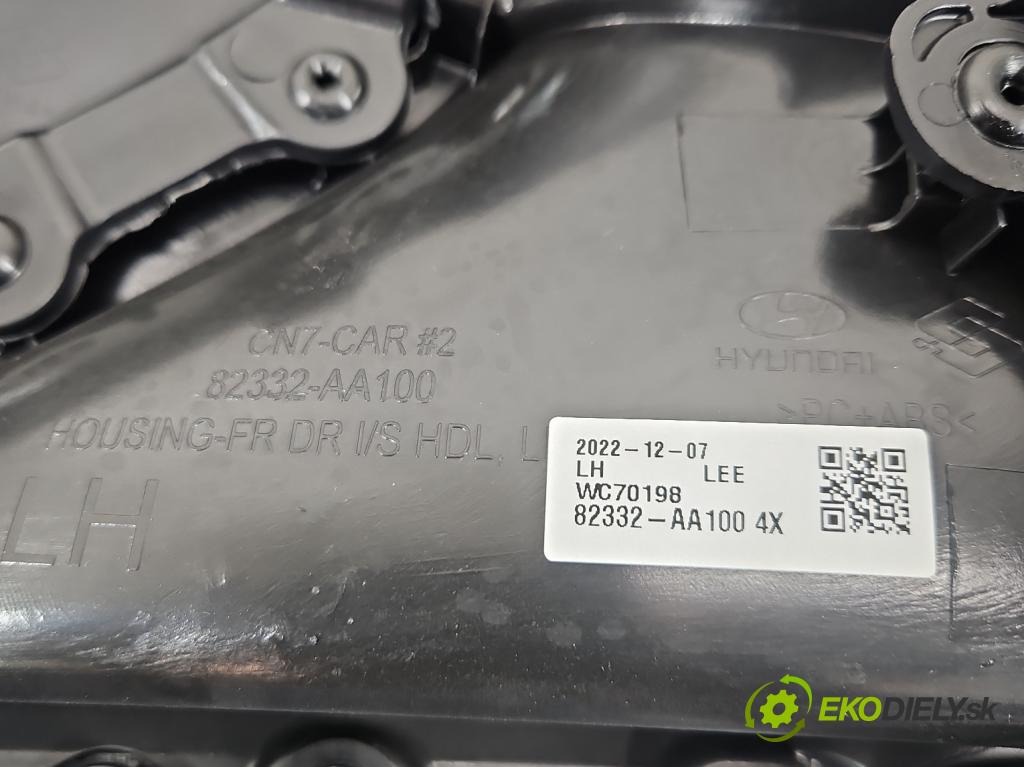 CN7-CAR #2
82332-AA100
HOUSING-FR DR I/S HDL, L
LH
HYUNDAI
>PC+ABS<
2022-12-07
LH LEE
WC70198
82332-AA100 4X
EKODIELY.sk